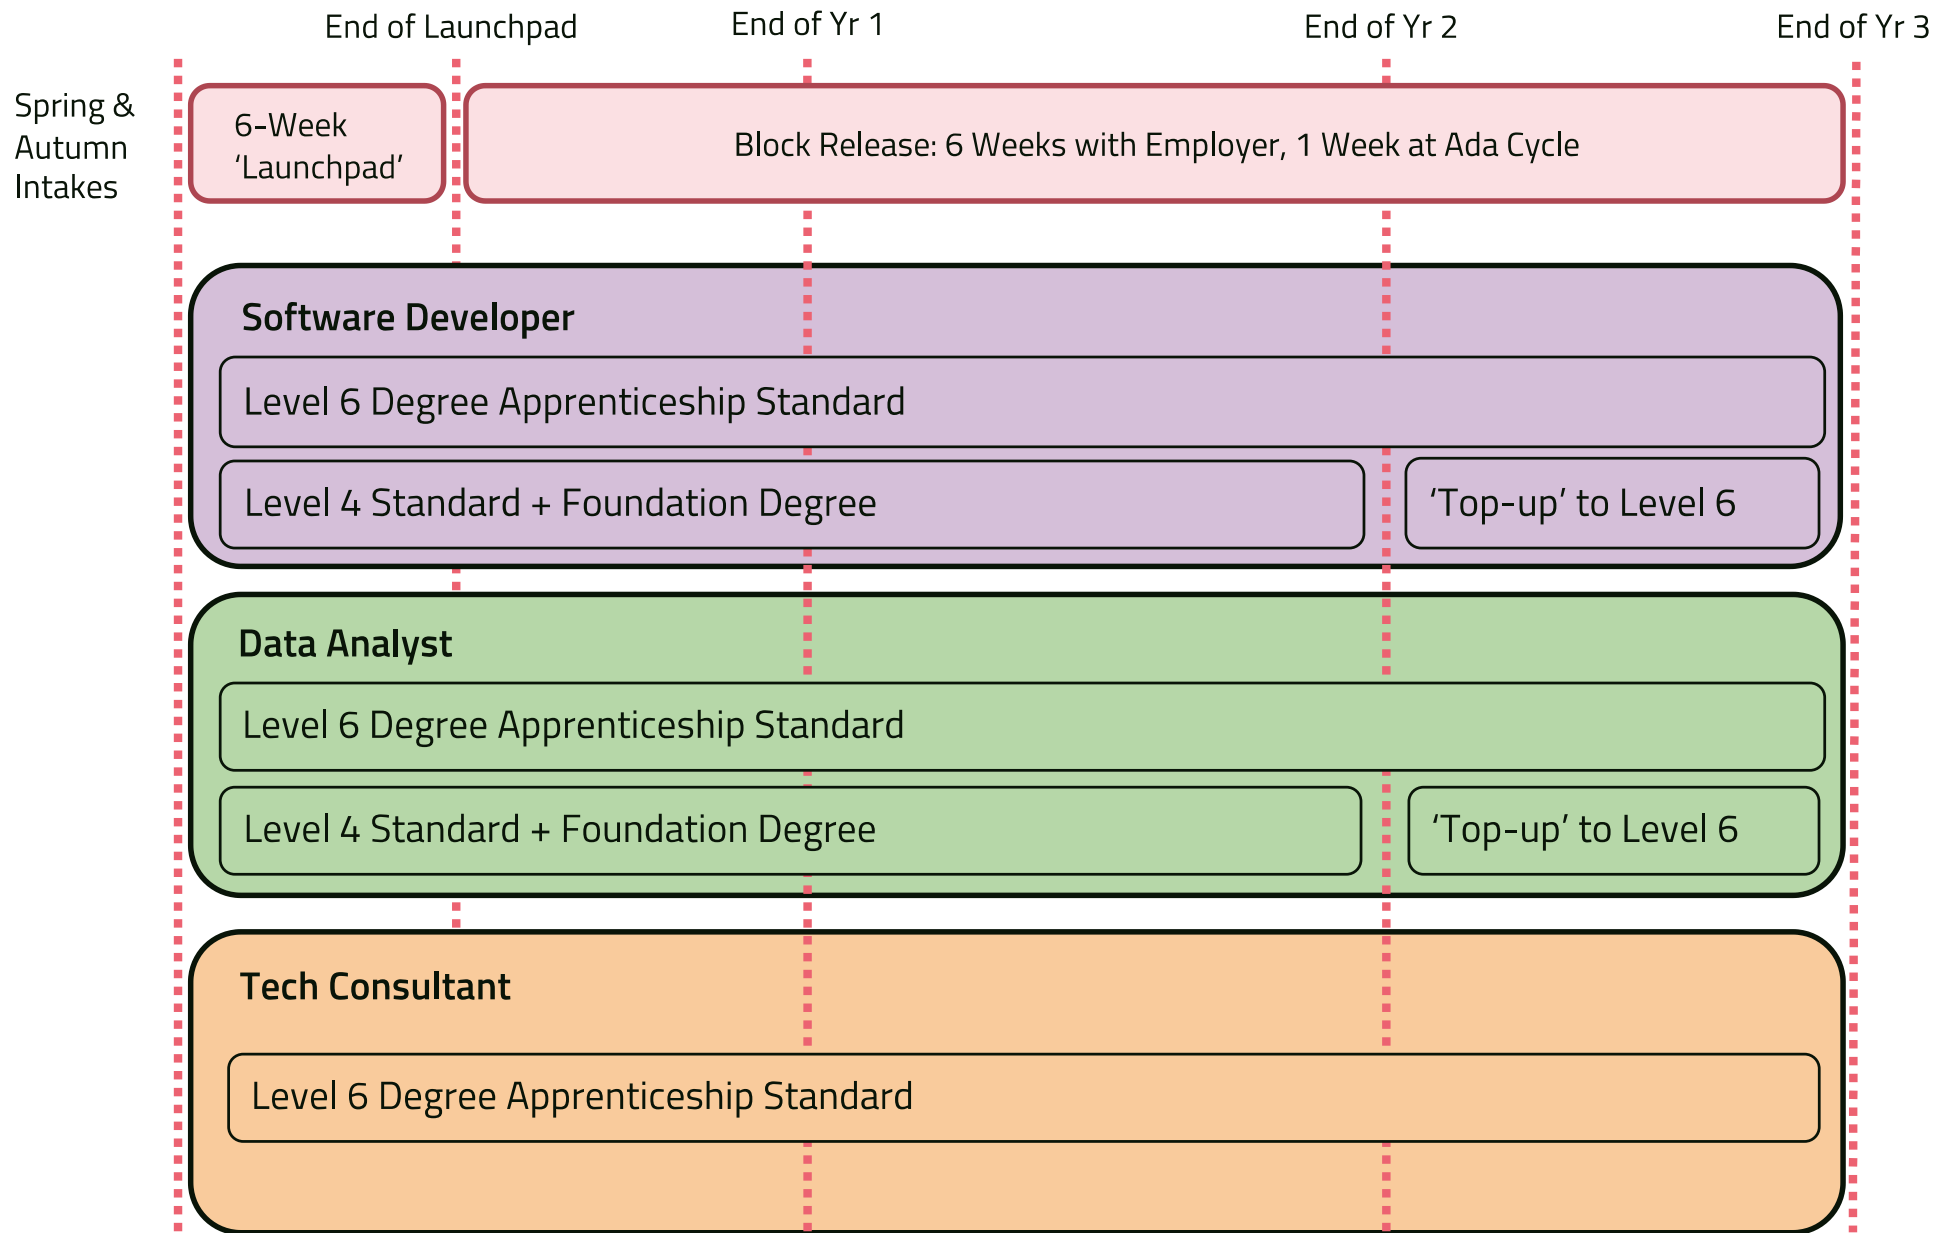 End of Launchpad
End of Yr 1
End of Yr 2
End of Yr 3
Spring &
Autumn
Intakes
6-Week
‘Launchpad’
Block Release: 6 Weeks with Employer, 1 Week at Ada Cycle
Software Developer
Level 6 Degree Apprenticeship Standard
Level 4 Standard + Foundation Degree
‘Top-up’ to Level 6
Data Analyst
Level 6 Degree Apprenticeship Standard
Level 4 Standard + Foundation Degree
‘Top-up’ to Level 6
Tech Consultant
Level 6 Degree Apprenticeship Standard